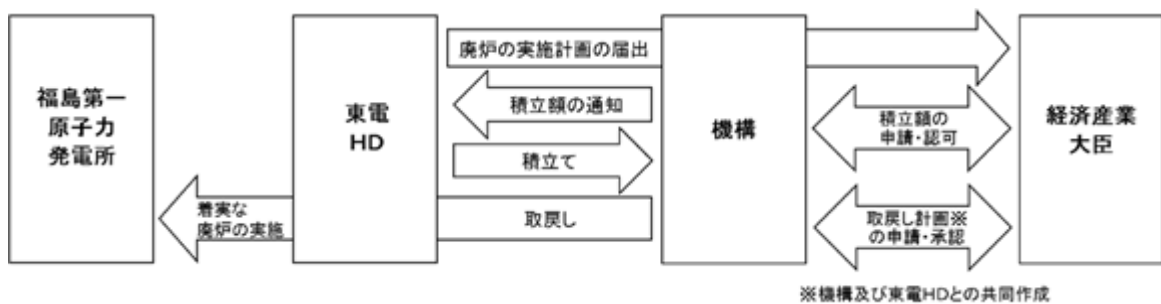 福島第一
原子力
発電所
東電
HD
廃炉の実施計画の届出
積立額の通知
積立て
取戻し
着実な
廃炉の実施
機構
積立額の
申請・認可
取戻し計画※
の申請・承認
経済産業
大臣
※機構及び東電HDとの共同作成